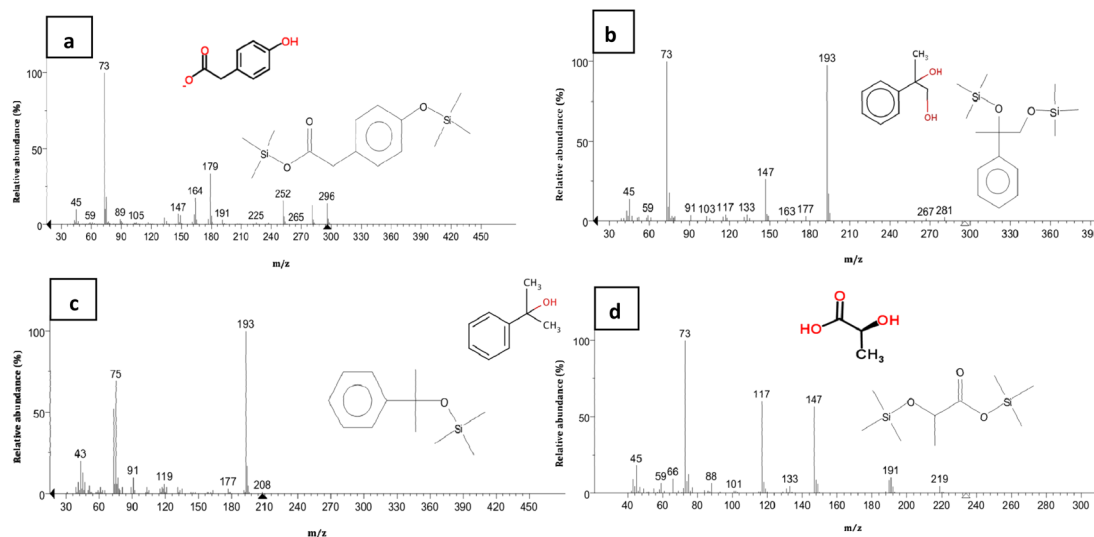 a
OH
O
O
-
O
Si
O
O
Si
Relative abundance (%)
100
50
0
73
45
59
89
105
147
164
179
191
225
252
265
296
30 60 90 120 150 180 210 240 270 300 330 360 390 420 450
m/z
b
CH3
OH
OH
Si
O
O
Si
Relative abundance (%)
100
50
0
73
193
147
45
59
91
103
117
133
163
177
267
281
30 60 90 120 150 180 210 240 270 300 330 360 390
m/z
c
CH3
OH
CH3
O
Si
Relative abundance (%)
100
50
0
193
75
43
91
119
177
208
30 60 90 120 150 180 210 240 270 300 330 360 390 420 450
m/z
d
O
HO
OH
CH3
O
Si
O
O
Si
Relative abundance (%)
100
50
0
73
117
147
45
59
66
88
101
133
191
219
40 60 80 100 120 140 160 180 200 220 240 260 280 300
m/z